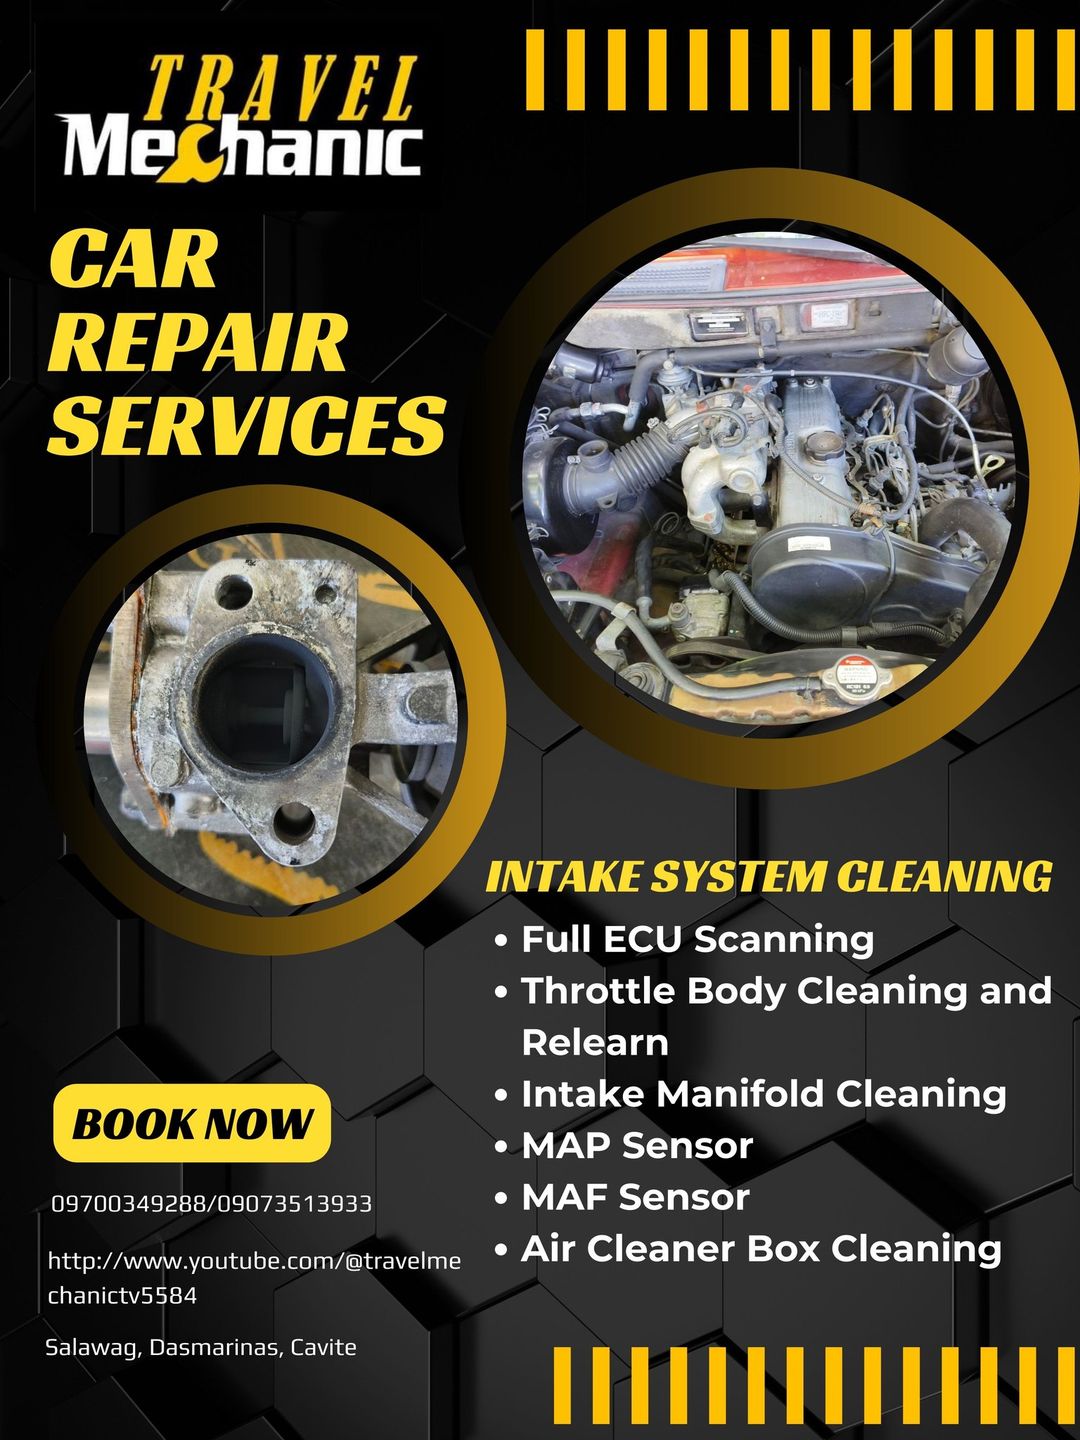 TRAVEL
Mechanic
CAR
REPAIR
SERVICES
INTAKE SYSTEM CLEANING
• Full ECU Scanning
• Throttle Body Cleaning and
Relearn
• Intake Manifold Cleaning
• MAP Sensor
• MAF Sensor
• Air Cleaner Box Cleaning
BOOK NOW
09700349288/09073513933
http://www.youtube.com/@travelme
chanictv5584
Salawag, Dasmarinas, Cavite